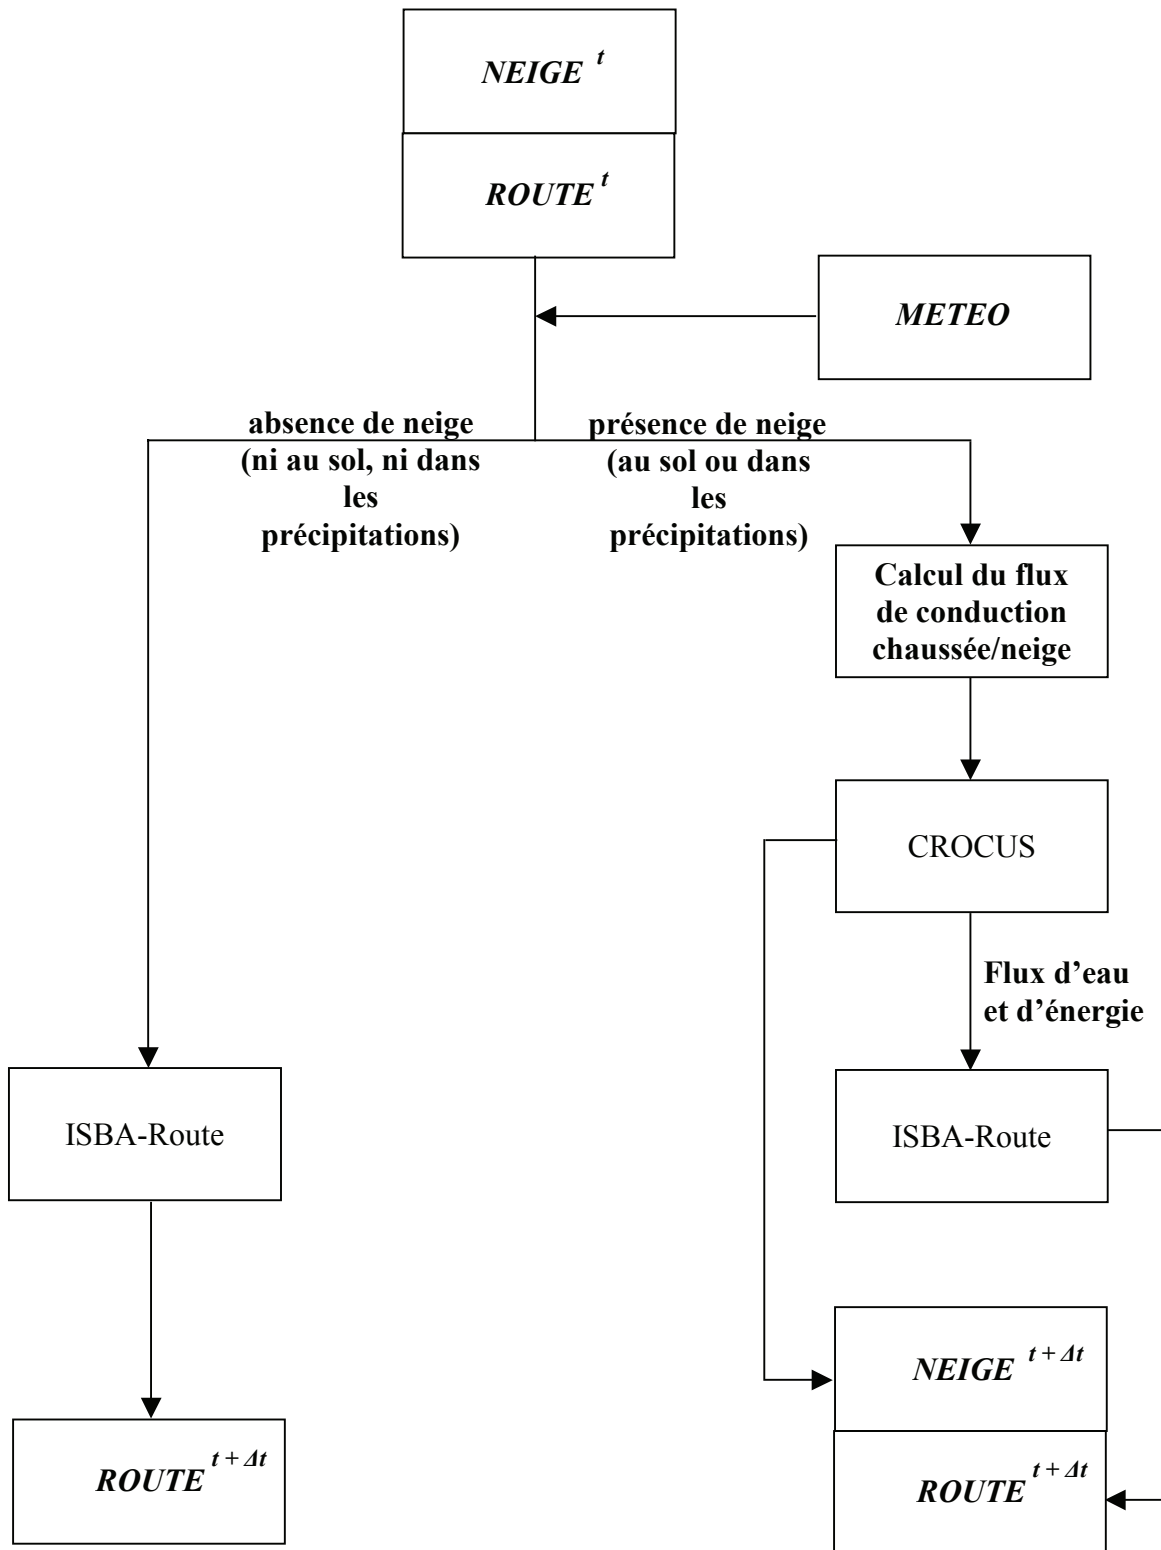 NEIGE t
ROUTE t
METEO
absence de neige
(ni au sol, ni dans
les
précipitations)
présence de neige
(au sol ou dans
les
précipitations)
Calcul du flux
de conduction
chaussée/neige
CROCUS
Flux d’eau
et d’énergie
ISBA-Route
ISBA-Route
NEIGE t + Δt
ROUTE t + Δt
ROUTE t + Δt